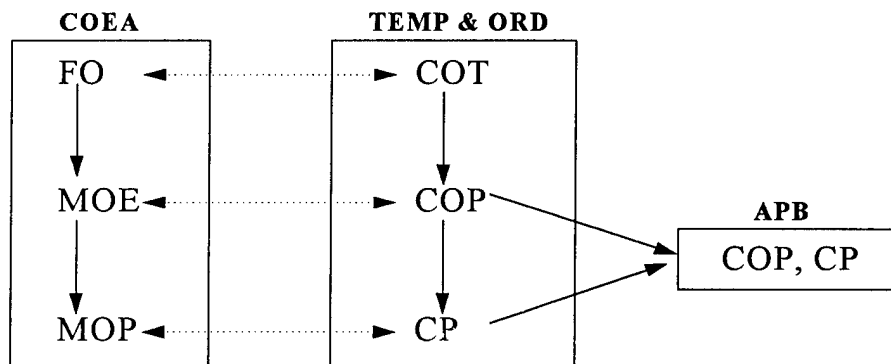 COEA
TEMP & ORD
FO
COT
MOE
COP
APB
COP, CP
MOP
CP